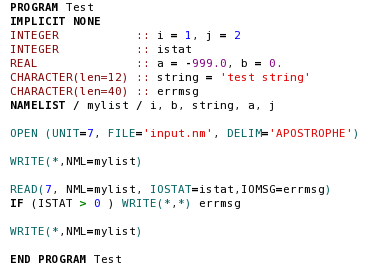 PROGRAM Test
IMPLICIT NONE
INTEGER :: i = 1, j = 2
INTEGER :: istat
REAL :: a = -999.0, b = 0.
CHARACTER(len=12) :: string = 'test string'
CHARACTER(len=40) :: errmsg
NAMELIST / mylist / i, b, string, a, j
OPEN (UNIT=7, FILE='input.nm', DELIM='APOSTROPHE')
WRITE(*,NML=mylist)
READ(7, NML=mylist, IOSTAT=istat,IOMSG=errmsg)
IF (ISTAT > 0 ) WRITE(*,*) errmsg
WRITE(*,NML=mylist)
END PROGRAM Test